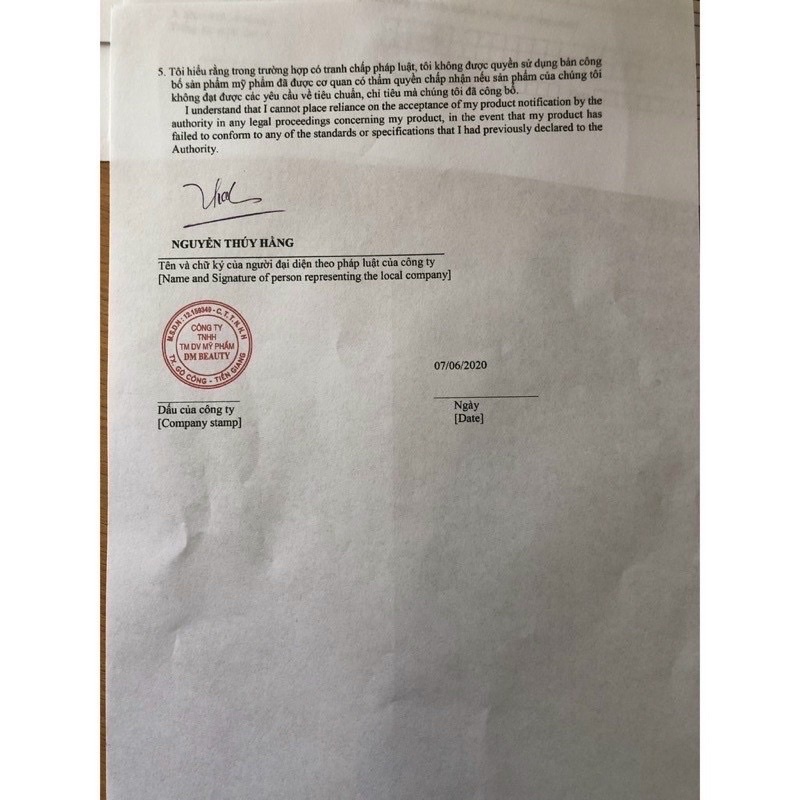 5. Tôi hiểu rằng trong trường hợp có tranh chấp pháp luật, tôi không được quyền sử dụng bản công
bố sản phẩm mỹ phẩm đã được cơ quan có thẩm quyền chấp nhận nếu sản phẩm của chúng tôi
không đạt được các yêu cầu về tiêu chuẩn, chỉ tiêu mà chúng tôi đã công bố.
I understand that I cannot place reliance on the acceptance of my product notification by the
authority in any legal proceedings concerning my product, in the event that my product has
failed to conform to any of the standards or specifications that I had previously declared to the
Authority.
NGUYỄN THÚY HẰNG
Tên và chữ ký của người đại diện theo pháp luật của công ty
[Name and Signature of person representing the local company]
M.S.D.N: 13.169349 - C.T.T.N.H.H
CÔNG TY
TNHH
TM DV MỸ PHẨM
DM BEAUTY
TX. GÒ CÔNG - TIỀN GIANG
07/06/2020
Dấu của công ty
[Company stamp]
Ngày
[Date]